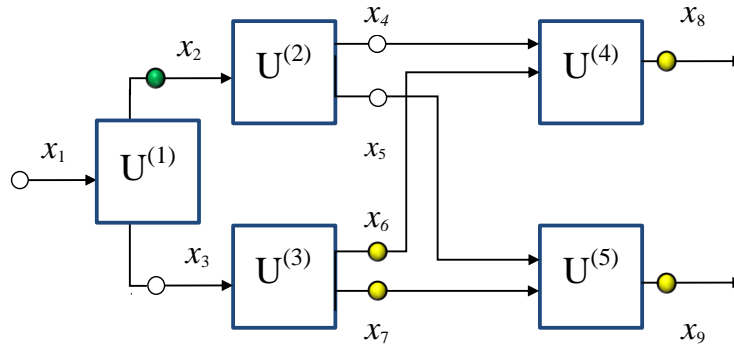 x₂
x₄
x₈
U⁽²⁾
U⁽⁴⁾
x₁
U⁽¹⁾
x₅
x₆
x₃
U⁽³⁾
U⁽⁵⁾
x₇
x₉